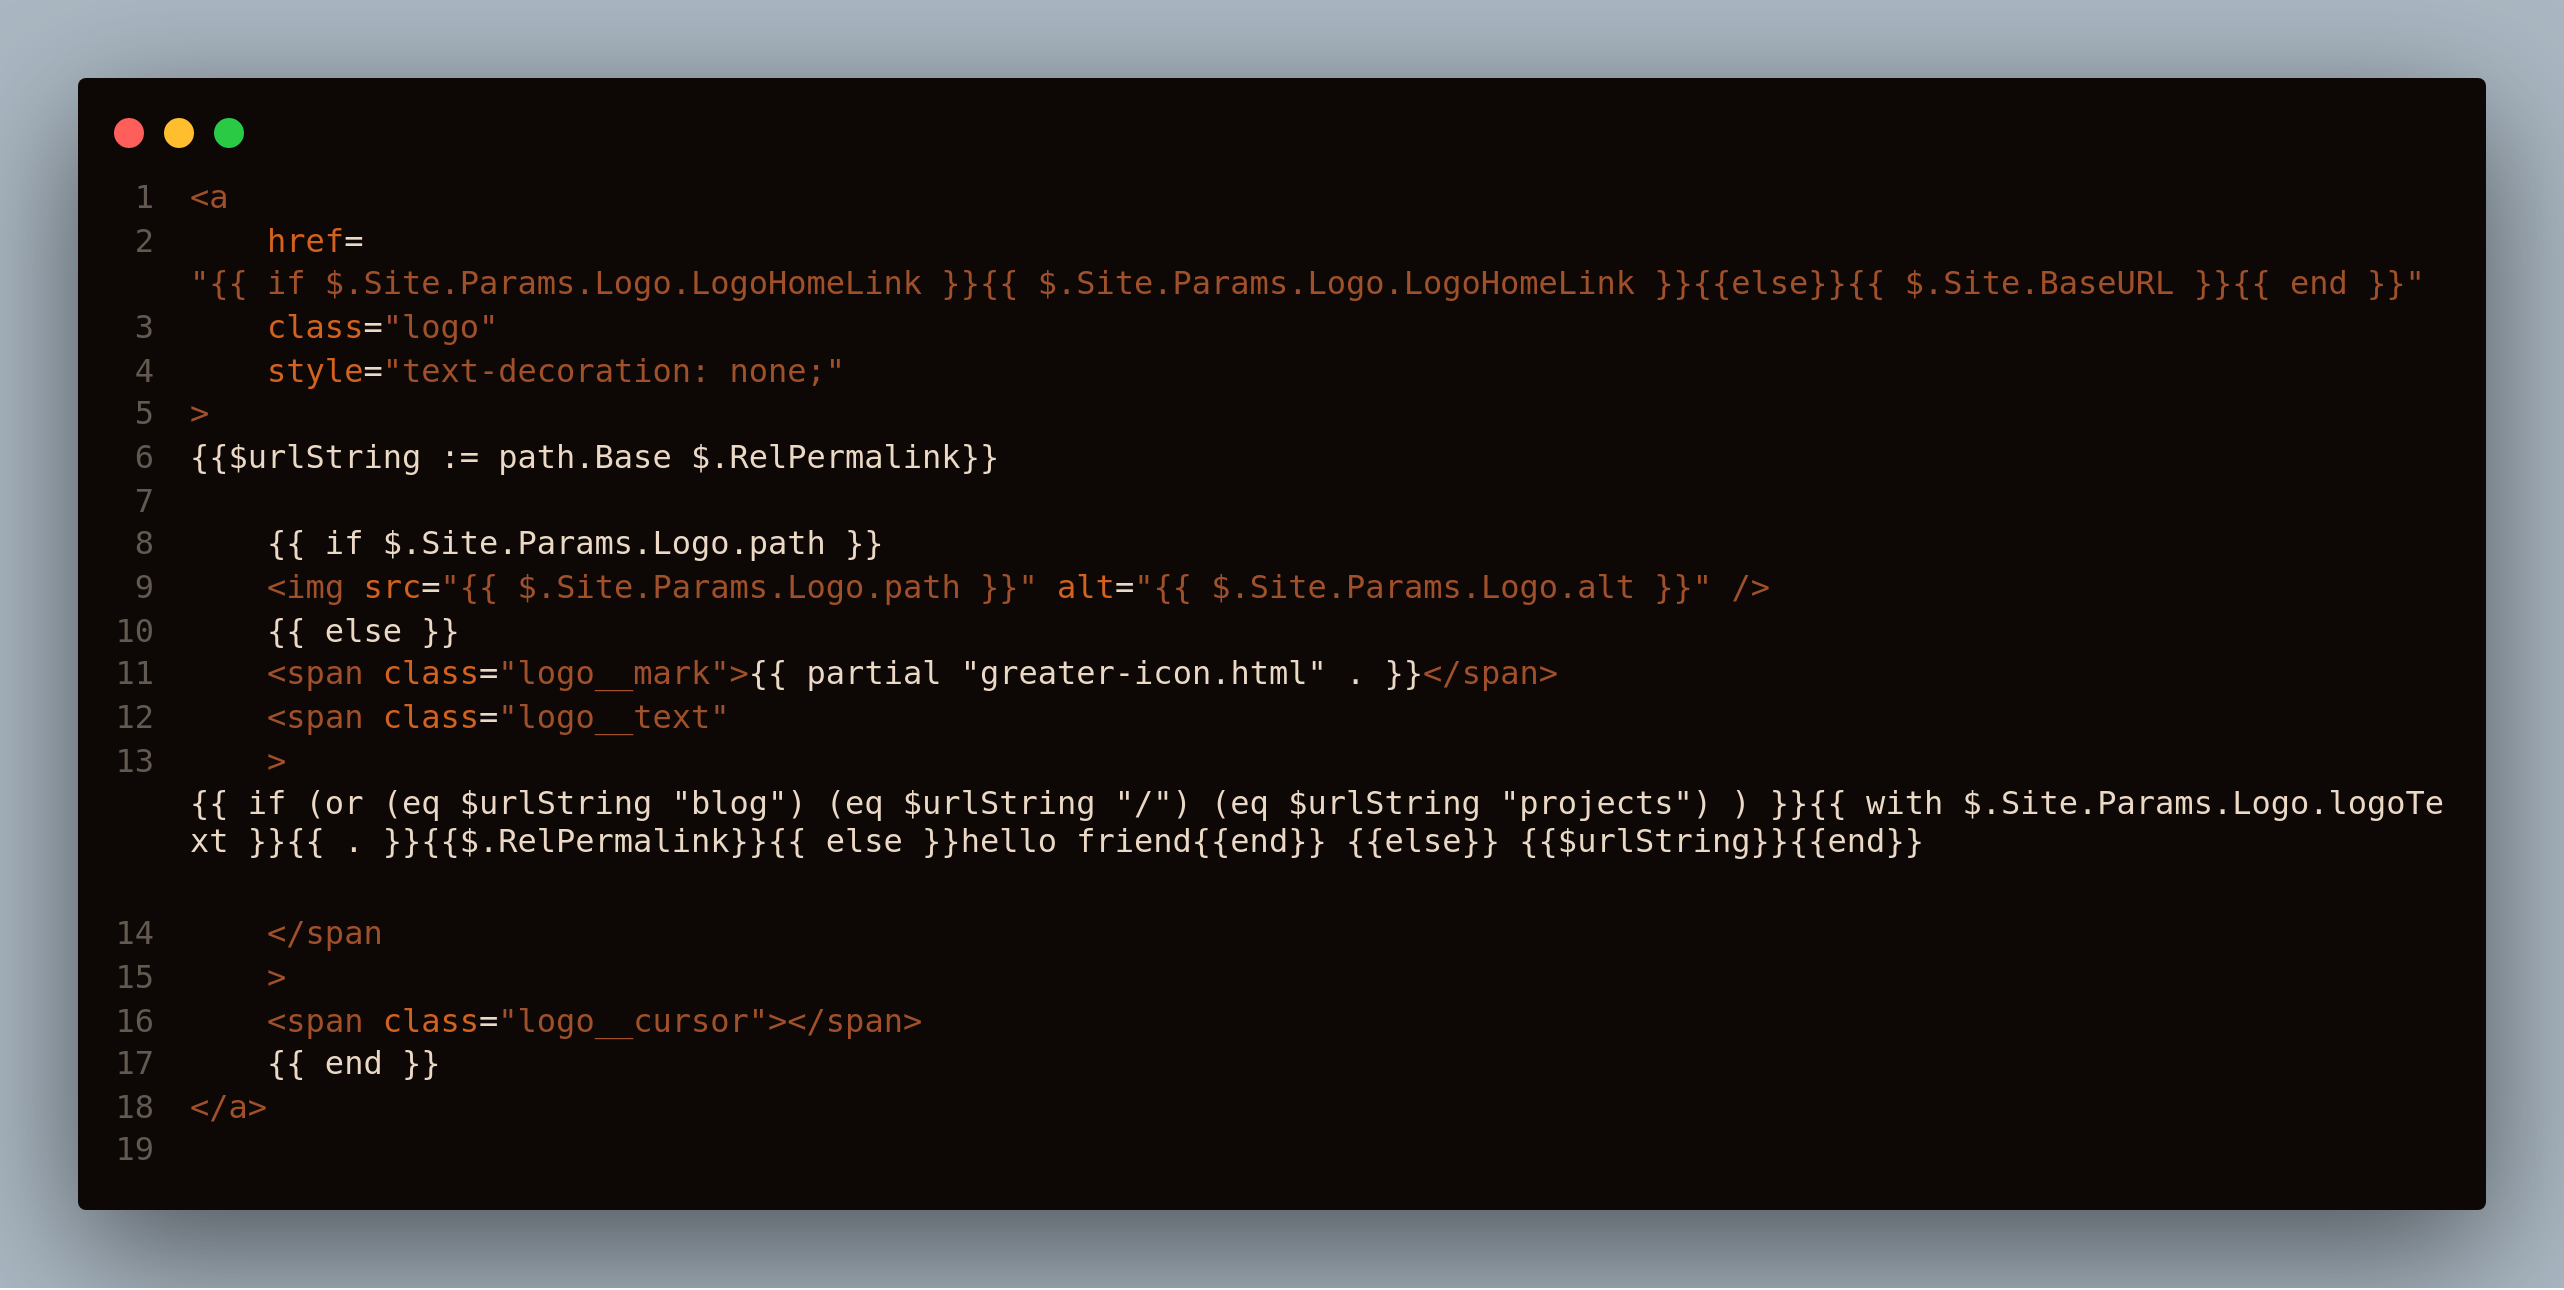 1 <a
2     href=
"{{ if $.Site.Params.Logo.LogoHomeLink }}{{ $.Site.Params.Logo.LogoHomeLink }}{{else}}{{ $.Site.BaseURL }}{{ end }}"
3     class="logo"
4     style="text-decoration: none;"
5 >
6 {{$urlString := path.Base $.RelPermalink}}
7
8     {{ if $.Site.Params.Logo.path }}
9     <img src="{{ $.Site.Params.Logo.path }}" alt="{{ $.Site.Params.Logo.alt }}" />
10     {{ else }}
11     <span class="logo__mark">{{ partial "greater-icon.html" . }}</span>
12     <span class="logo__text"
13     >
{{ if (or (eq $urlString "blog") (eq $urlString "/") (eq $urlString "projects") ) }}{{ with $.Site.Params.Logo.logoTe
xt }}{{ . }}{{$.RelPermalink}}{{ else }}hello friend{{end}} {{else}} {{$urlString}}{{end}}
14     </span
15     >
16     <span class="logo__cursor"></span>
17     {{ end }}
18 </a>
19